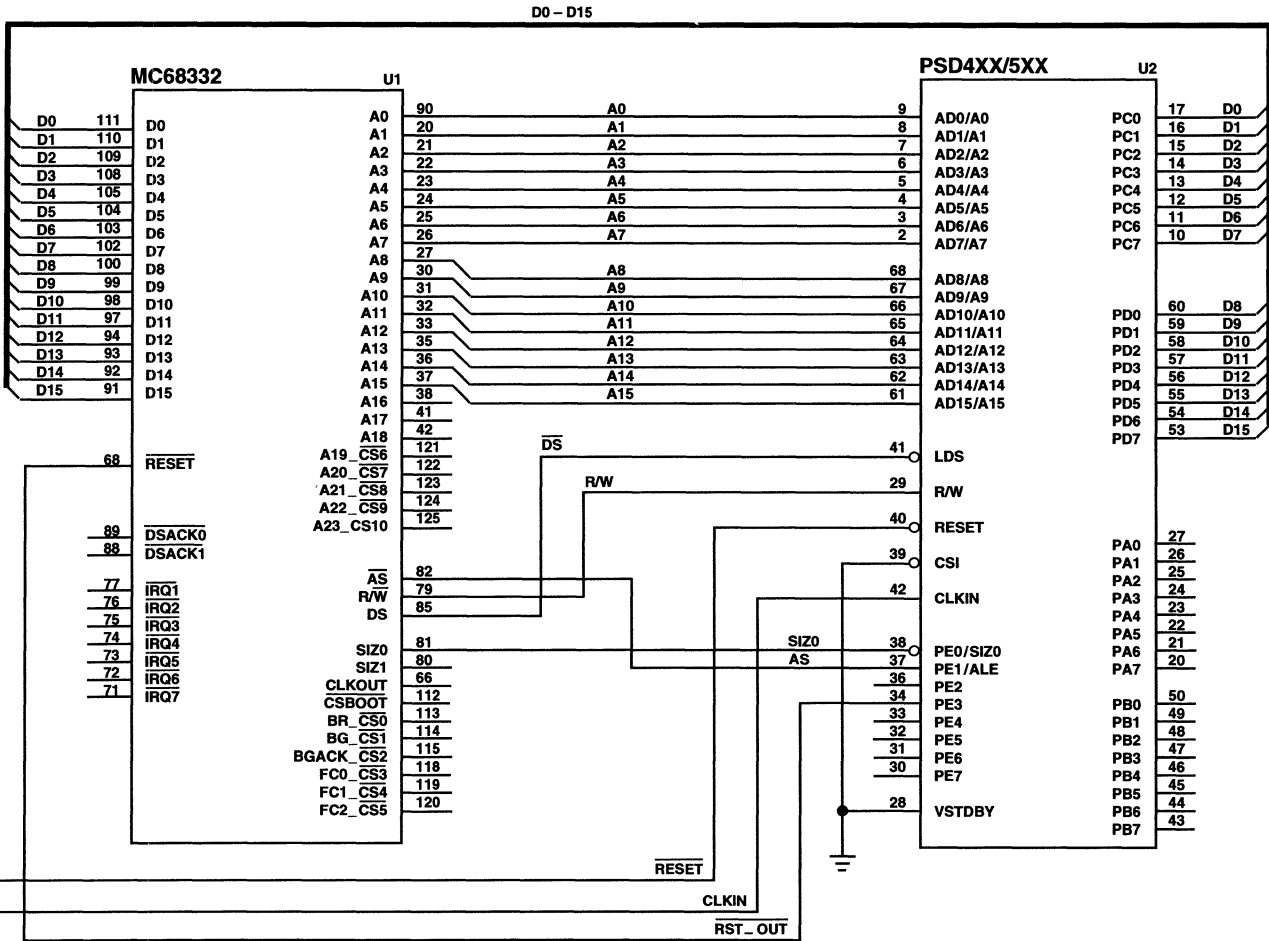 D0 – D15
MC68332 U1
D0 111 D0
D1 110 D1
D2 109 D2
D3 108 D3
D4 105 D4
D5 104 D5
D6 103 D6
D7 102 D7
D8 100 D8
D9 99 D9
D10 98 D10
D11 97 D11
D12 94 D12
D13 93 D13
D14 92 D14
D15 91 D15
68 RESET
89 DSACK0
88 DSACK1
77 IRQ1
76 IRQ2
75 IRQ3
74 IRQ4
73 IRQ5
72 IRQ6
71 IRQ7
A0 90
A1 20
A2 21
A3 22
A4 23
A5 24
A6 25
A7 26
A8 27
A9 30
A10 31
A11 32
A12 33
A13 35
A14 36
A15 37
A16 38
A17 41
A18 42
A19_CS6 121
A20_CS7 122
A21_CS8 123
A22_CS9 124
A23_CS10 125
AS 82
R/W 79
DS 85
SIZ0 81
SIZ1 80
CLKOUT 66
CSBOOT 112
BR_CS0 113
BG_CS1 114
BGACK_CS2 115
FC0_CS3 118
FC1_CS4 119
FC2_CS5 120
A0
A1
A2
A3
A4
A5
A6
A7
A8
A9
A10
A11
A12
A13
A14
A15
DS
R/W
SIZ0
AS
RESET
CLKIN
RST_OUT
PSD4XX/5XX U2
9 AD0/A0
8 AD1/A1
7 AD2/A2
6 AD3/A3
5 AD4/A4
4 AD5/A5
3 AD6/A6
2 AD7/A7
68 AD8/A8
67 AD9/A9
66 AD10/A10
65 AD11/A11
64 AD12/A12
63 AD13/A13
62 AD14/A14
61 AD15/A15
41 LDS
29 R/W
40 RESET
39 CSI
42 CLKIN
38 PE0/SIZ0
37 PE1/ALE
36 PE2
34 PE3
33 PE4
32 PE5
31 PE6
30 PE7
28 VSTDBY
PC0 17 D0
PC1 16 D1
PC2 15 D2
PC3 14 D3
PC4 13 D4
PC5 12 D5
PC6 11 D6
PC7 10 D7
PD0 60 D8
PD1 59 D9
PD2 58 D10
PD3 57 D11
PD4 56 D12
PD5 55 D13
PD6 54 D14
PD7 53 D15
PA0 27
PA1 26
PA2 25
PA3 24
PA4 23
PA5 22
PA6 21
PA7 20
PB0 50
PB1 49
PB2 48
PB3 47
PB4 46
PB5 45
PB6 44
PB7 43